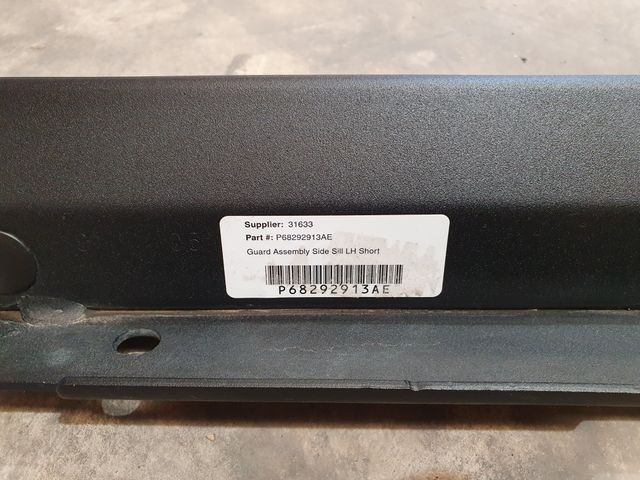 Supplier: 31633
Part #: P68292913AE
Guard Assembly Side Sill LH Short
P68292913AE